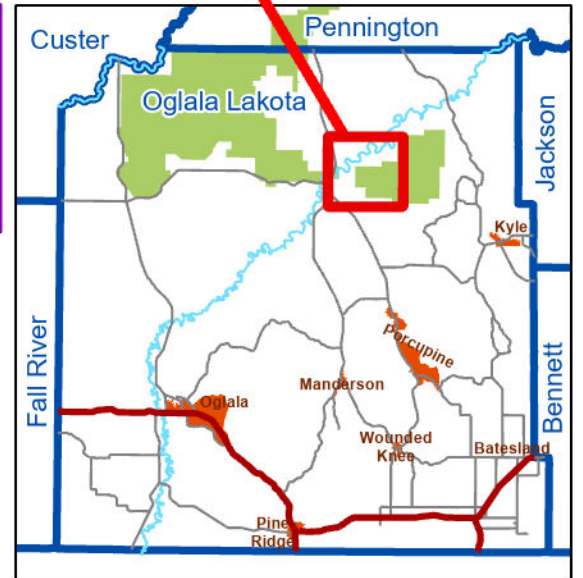 Custer
Pennington
Oglala Lakota
Jackson
Kyle
Fall River
Porcupine
Manderson
Oglala
Bennett
Wounded
Knee
Batesland
Pine
Ridge